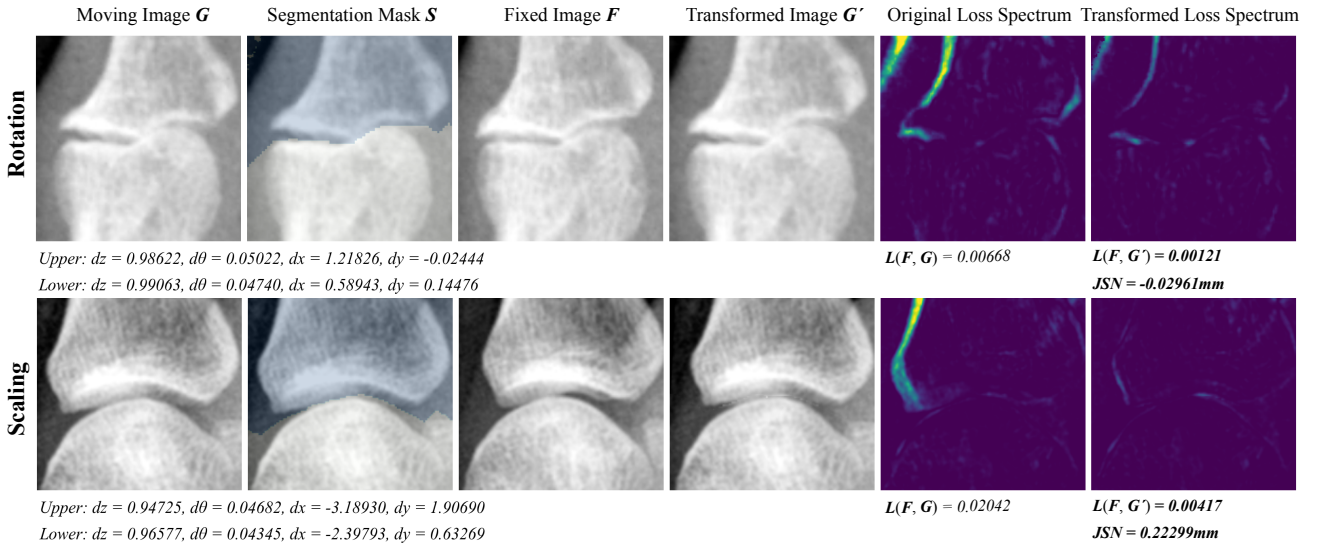 Moving Image G Segmentation Mask S Fixed Image F Transformed Image G´ Original Loss Spectrum Transformed Loss Spectrum
Rotation
Upper: dz = 0.98622, dθ = 0.05022, dx = 1.21826, dy = -0.02444
L(F, G) = 0.00668
L(F, G´) = 0.00121
Lower: dz = 0.99063, dθ = 0.04740, dx = 0.58943, dy = 0.14476
JSN = -0.02961mm
Scaling
Upper: dz = 0.94725, dθ = 0.04682, dx = -3.18930, dy = 1.90690
L(F, G) = 0.02042
L(F, G´) = 0.00417
Lower: dz = 0.96577, dθ = 0.04345, dx = -2.39793, dy = 0.63269
JSN = 0.22299mm